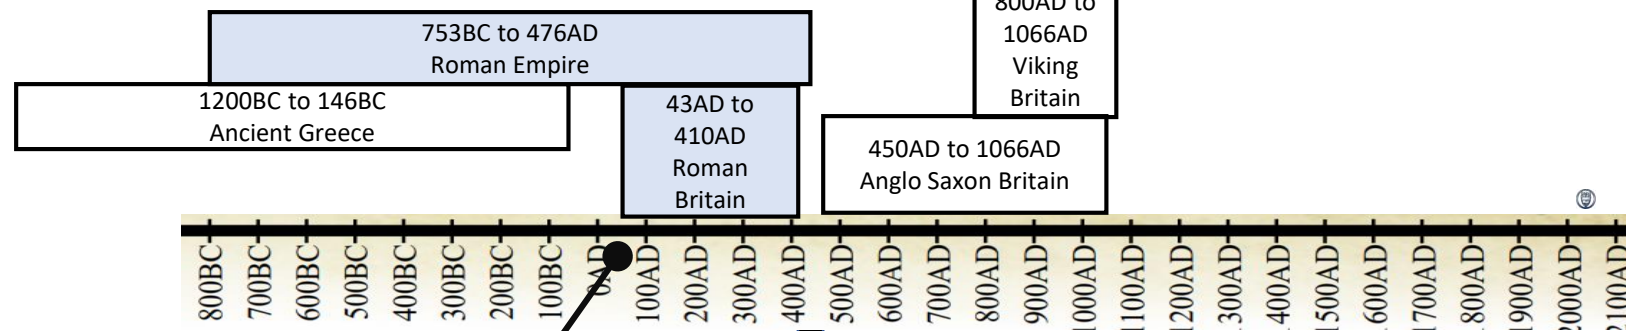 800AD to
1066AD
Viking
Britain
753BC to 476AD
Roman Empire
1200BC to 146BC
Ancient Greece
43AD to
410AD
Roman
Britain
450AD to 1066AD
Anglo Saxon Britain
800BC
700BC
600BC
500BC
400BC
300BC
200BC
100BC
0AD
100AD
200AD
300AD
400AD
500AD
600AD
700AD
800AD
900AD
1000AD
1100AD
1200AD
1300AD
1400AD
1500AD
1600AD
1700AD
1800AD
1900AD
2000AD
2100AD